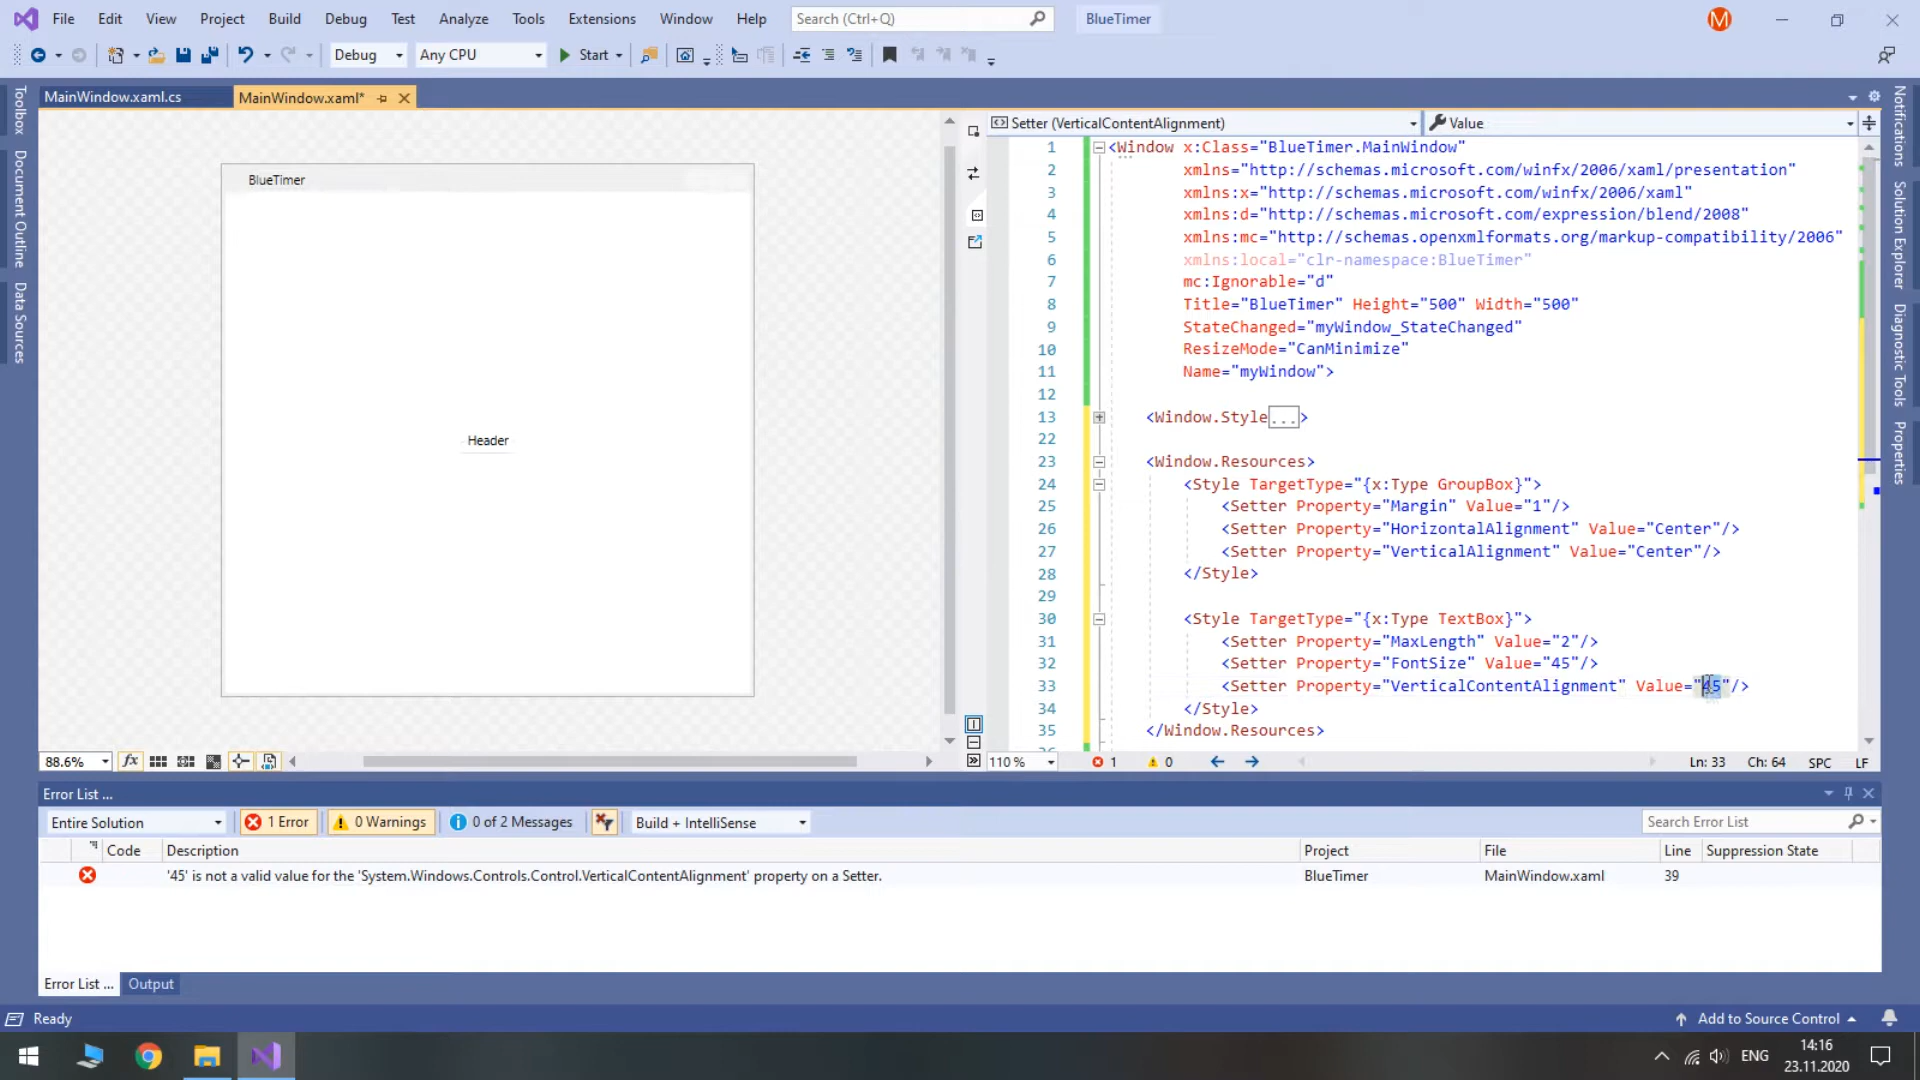 File Edit View Project Build Debug Test Analyze Tools Extensions Window Help Search (Ctrl+Q) BlueTimer M
Debug Any CPU Start
MainWindow.xaml.cs MainWindow.xaml*
Toolbox
Document Outline
Data Sources
BlueTimer
Header
Setter (VerticalContentAlignment) Value
1 <Window x:Class="BlueTimer.MainWindow"
2 xmlns="http://schemas.microsoft.com/winfx/2006/xaml/presentation"
3 xmlns:x="http://schemas.microsoft.com/winfx/2006/xaml"
4 xmlns:d="http://schemas.microsoft.com/expression/blend/2008"
5 xmlns:mc="http://schemas.openxmlformats.org/markup-compatibility/2006"
6 xmlns:local="clr-namespace:BlueTimer"
7 mc:Ignorable="d"
8 Title="BlueTimer" Height="500" Width="500"
9 StateChanged="myWindow_StateChanged"
10 ResizeMode="CanMinimize"
11 Name="myWindow">
12
13 <Window.Style...>
22
23 <Window.Resources>
24 <Style TargetType="{x:Type GroupBox}">
25 <Setter Property="Margin" Value="1"/>
26 <Setter Property="HorizontalAlignment" Value="Center"/>
27 <Setter Property="VerticalAlignment" Value="Center"/>
28 </Style>
29
30 <Style TargetType="{x:Type TextBox}">
31 <Setter Property="MaxLength" Value="2"/>
32 <Setter Property="FontSize" Value="45"/>
33 <Setter Property="VerticalContentAlignment" Value="45"/>
34 </Style>
35 </Window.Resources>
Notifications
Solution Explorer
Diagnostic Tools
Properties
88.6% fx 110 % 1 0 Ln: 33 Ch: 64 SPC LF
Error List ...
Entire Solution 1 Error 0 Warnings 0 of 2 Messages Build + IntelliSense Search Error List
Code Description Project File Line Suppression State
'45' is not a valid value for the 'System.Windows.Controls.Control.VerticalContentAlignment' property on a Setter. BlueTimer MainWindow.xaml 39
Error List ... Output
Ready Add to Source Control
ENG 14:16
23.11.2020